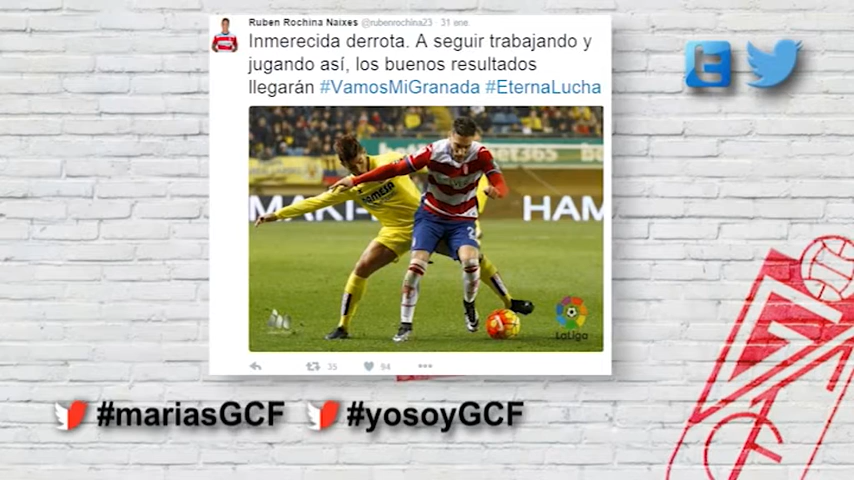 Ruben Rochina Naixes @rubenrochina23 · 31 ene.
Inmerecida derrota. A seguir trabajando y
jugando así, los buenos resultados
llegarán #VamosMiGranada #EternaLucha
bet365
HAM
LaLiga
35 94
#mariasGCF #yosoyGCF